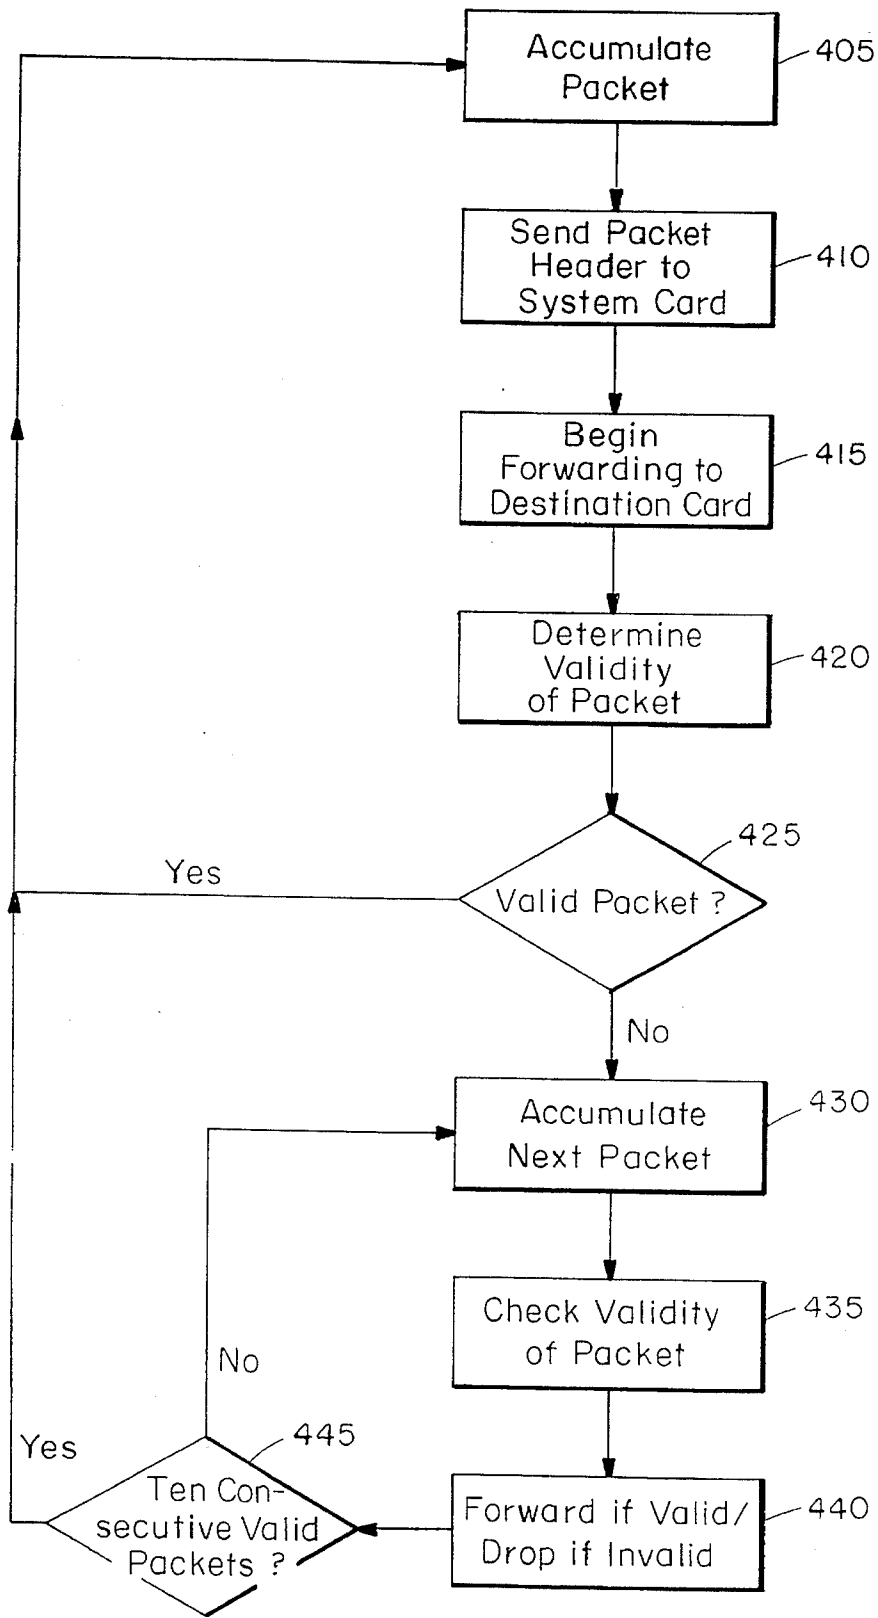 Accumulate
Packet
405
Send Packet
Header to
System Card
410
Begin
Forwarding to
Destination Card
415
Determine
Validity
of Packet
420
425
Yes
Valid Packet ?
No
Accumulate
Next Packet
430
Check Validity
of Packet
435
No
Yes
445
Ten Con-
secutive Valid
Packets ?
Forward if Valid/
Drop if Invalid
440